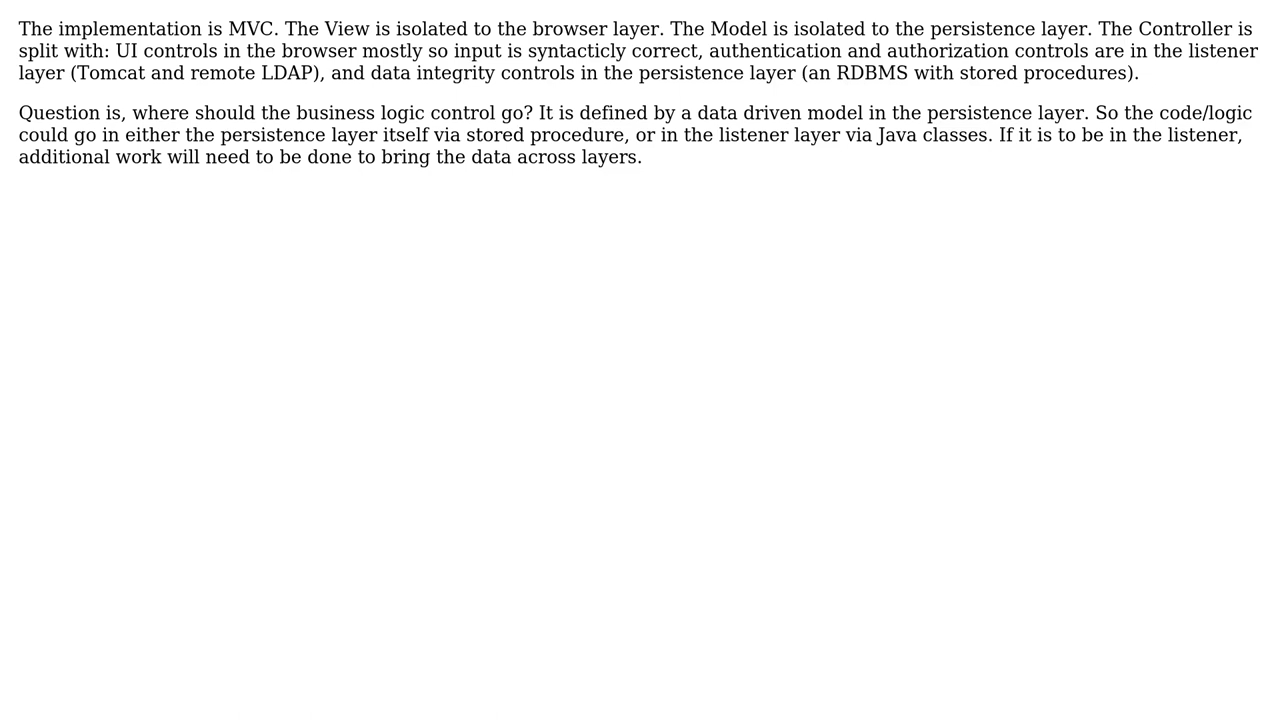 The implementation is MVC. The View is isolated to the browser layer. The Model is isolated to the persistence layer. The Controller is
split with: UI controls in the browser mostly so input is syntacticly correct, authentication and authorization controls are in the listener
layer (Tomcat and remote LDAP), and data integrity controls in the persistence layer (an RDBMS with stored procedures).
Question is, where should the business logic control go? It is defined by a data driven model in the persistence layer. So the code/logic
could go in either the persistence layer itself via stored procedure, or in the listener layer via Java classes. If it is to be in the listener,
additional work will need to be done to bring the data across layers.